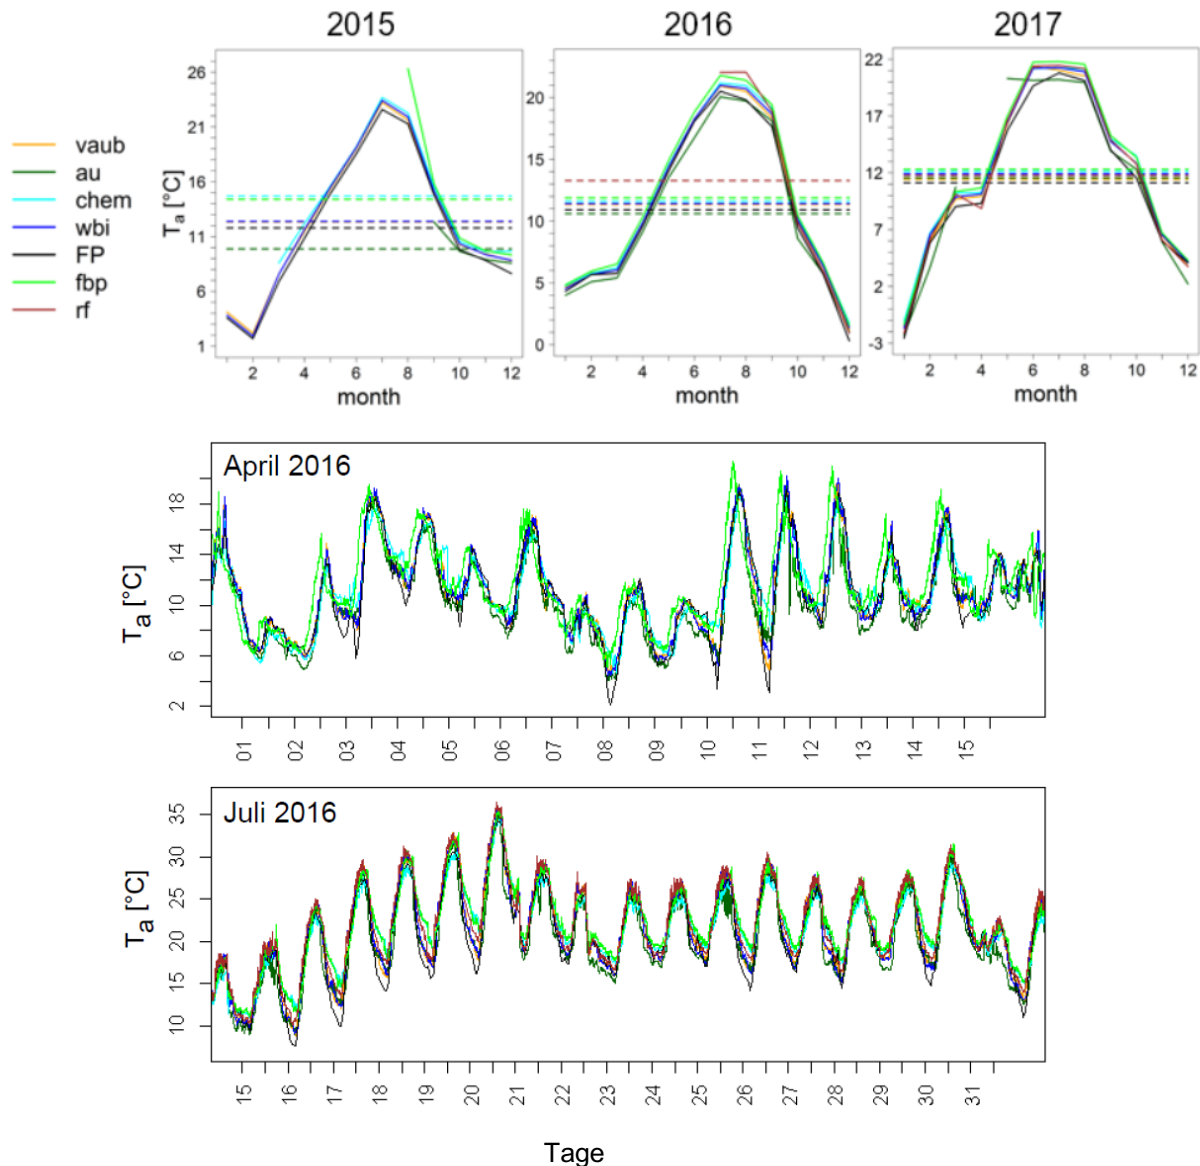 2015
2016
2017
vaub
au
chem
wbi
FP
fbp
rf
Ta [°C]
26
21
16
11
6
1
2 4 6 8 10 12
month
20
15
10
5
0
2 4 6 8 10 12
month
22
17
12
7
2
-3
2 4 6 8 10 12
month
April 2016
Ta [°C]
18
14
10
6
2
01 02 03 04 05 06 07 08 09 10 11 12 13 14 15
Juli 2016
Ta [°C]
35
30
25
20
15
10
15 16 17 18 19 20 21 22 23 24 25 26 27 28 29 30 31
Tage